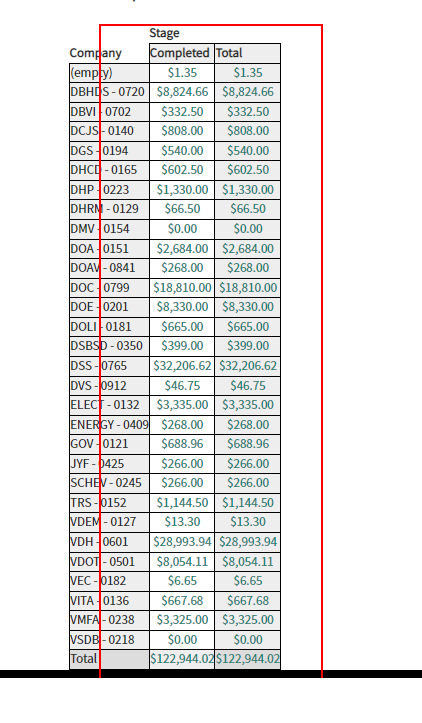 Stage
Company Completed Total
(empty) $1.35 $1.35
DBHDS - 0720 $8,824.66 $8,824.66
DBVI - 0702 $332.50 $332.50
DCJS - 0140 $808.00 $808.00
DGS - 0194 $540.00 $540.00
DHCD - 0165 $602.50 $602.50
DHP - 0223 $1,330.00 $1,330.00
DHRM - 0129 $66.50 $66.50
DMV - 0154 $0.00 $0.00
DOA - 0151 $2,684.00 $2,684.00
DOAV - 0841 $268.00 $268.00
DOC - 0799 $18,810.00 $18,810.00
DOE - 0201 $8,330.00 $8,330.00
DOLI - 0181 $665.00 $665.00
DSBSD - 0350 $399.00 $399.00
DSS - 0765 $32,206.62 $32,206.62
DVS - 0912 $46.75 $46.75
ELECT - 0132 $3,335.00 $3,335.00
ENERGY - 0409 $268.00 $268.00
GOV - 0121 $688.96 $688.96
JYF - 0425 $266.00 $266.00
SCHEV - 0245 $266.00 $266.00
TRS - 0152 $1,144.50 $1,144.50
VDEM - 0127 $13.30 $13.30
VDH - 0601 $28,993.94 $28,993.94
VDOT - 0501 $8,054.11 $8,054.11
VEC - 0182 $6.65 $6.65
VITA - 0136 $667.68 $667.68
VMFA - 0238 $3,325.00 $3,325.00
VSDB - 0218 $0.00 $0.00
Total $122,944.02 $122,944.02